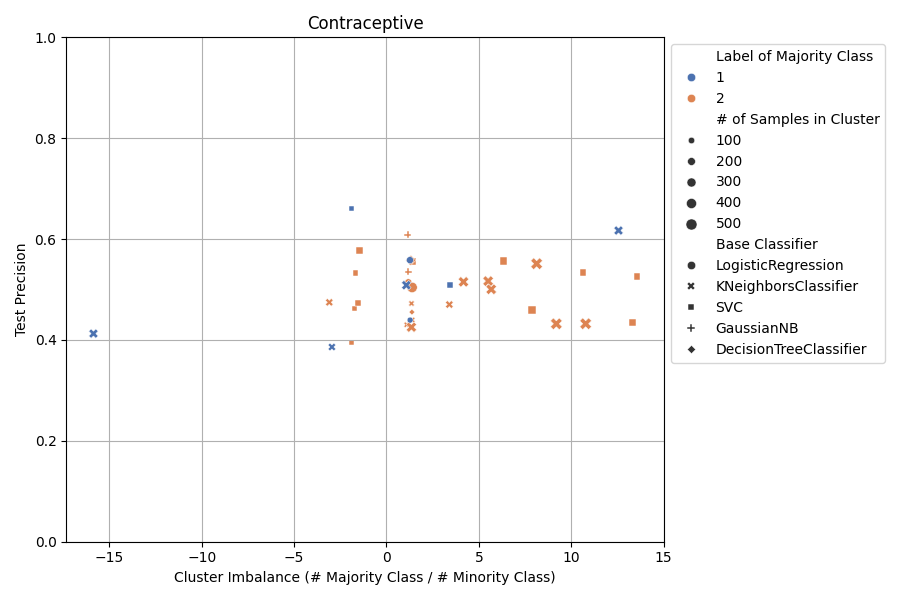 Contraceptive
1.0
0.8
0.6
0.4
0.2
0.0
Test Precision
−15
−10
−5
0
5
10
15
Cluster Imbalance (# Majority Class / # Minority Class)
Label of Majority Class
1
2
# of Samples in Cluster
100
200
300
400
500
Base Classifier
LogisticRegression
KNeighborsClassifier
SVC
GaussianNB
DecisionTreeClassifier